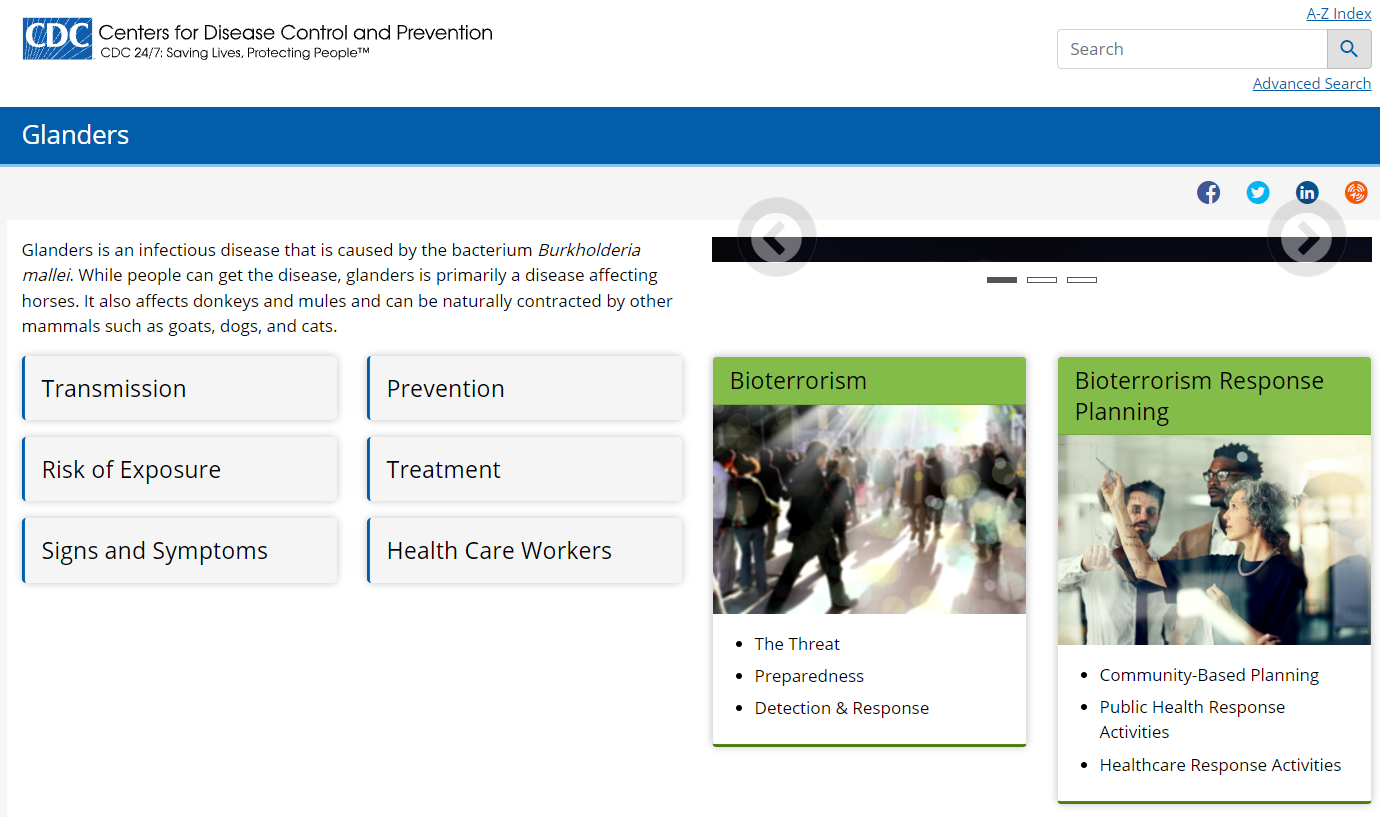 CDC Centers for Disease Control and Prevention
CDC 24/7: Saving Lives, Protecting People™
A-Z Index
Search
Advanced Search
Glanders
Glanders is an infectious disease that is caused by the bacterium Burkholderia
mallei. While people can get the disease, glanders is primarily a disease affecting
horses. It also affects donkeys and mules and can be naturally contracted by other
mammals such as goats, dogs, and cats.
Transmission
Prevention
Risk of Exposure
Treatment
Signs and Symptoms
Health Care Workers
Bioterrorism
The Threat
Preparedness
Detection & Response
Bioterrorism Response
Planning
Community-Based Planning
Public Health Response
Activities
Healthcare Response Activities